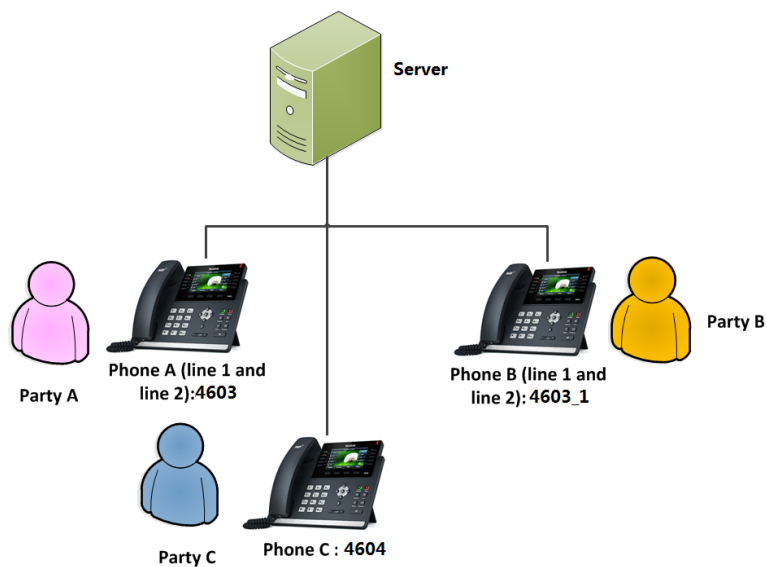 Server
Party A
Phone A (line 1 and
line 2):4603
Phone B (line 1 and
line 2): 4603_1
Party B
Party C
Phone C : 4604